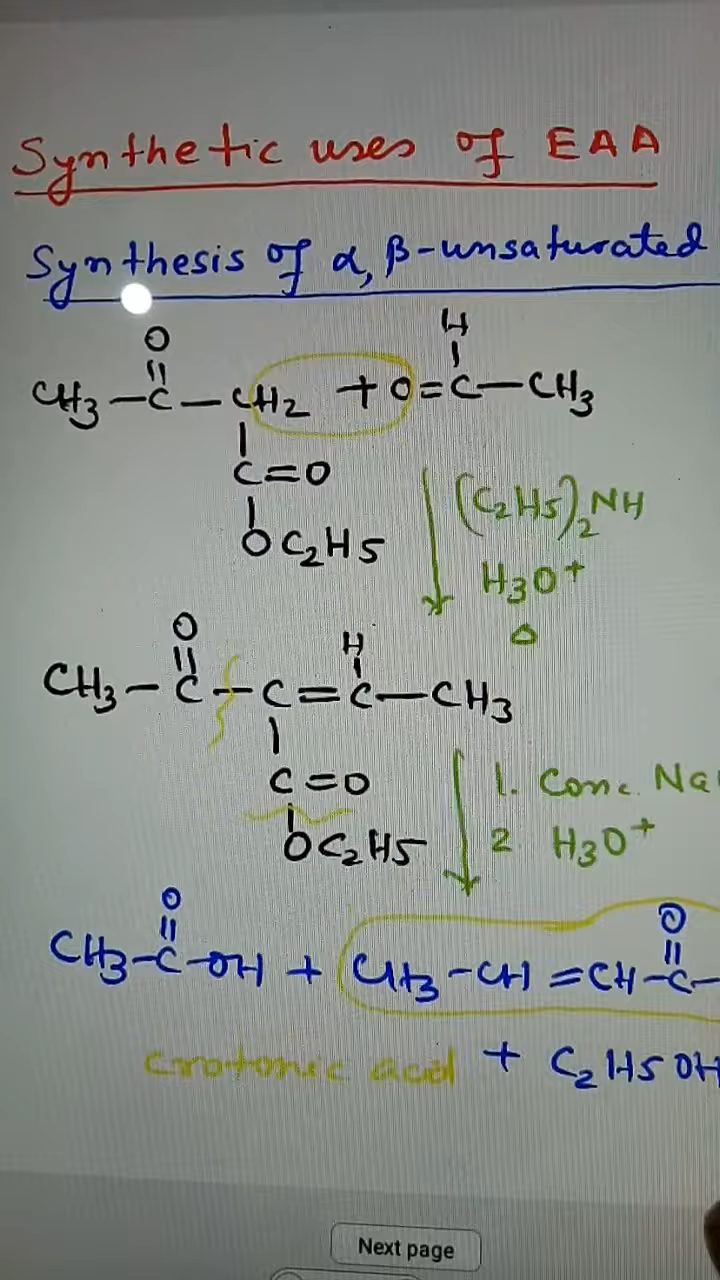 Synthetic uses of EAA
Synthesis of α, β-unsaturated
O H
CH3-C-CH2 + O=C-CH3
C=O
OC2H5
(C2H5)2NH
H3O+
Δ
O H
CH3-C-C=C-CH3
C=O
OC2H5
1. Conc. Na
2 H3O+
O O
CH3-C-OH + CH3-CH=CH-C-
crotonic acid + C2H5OH
Next page